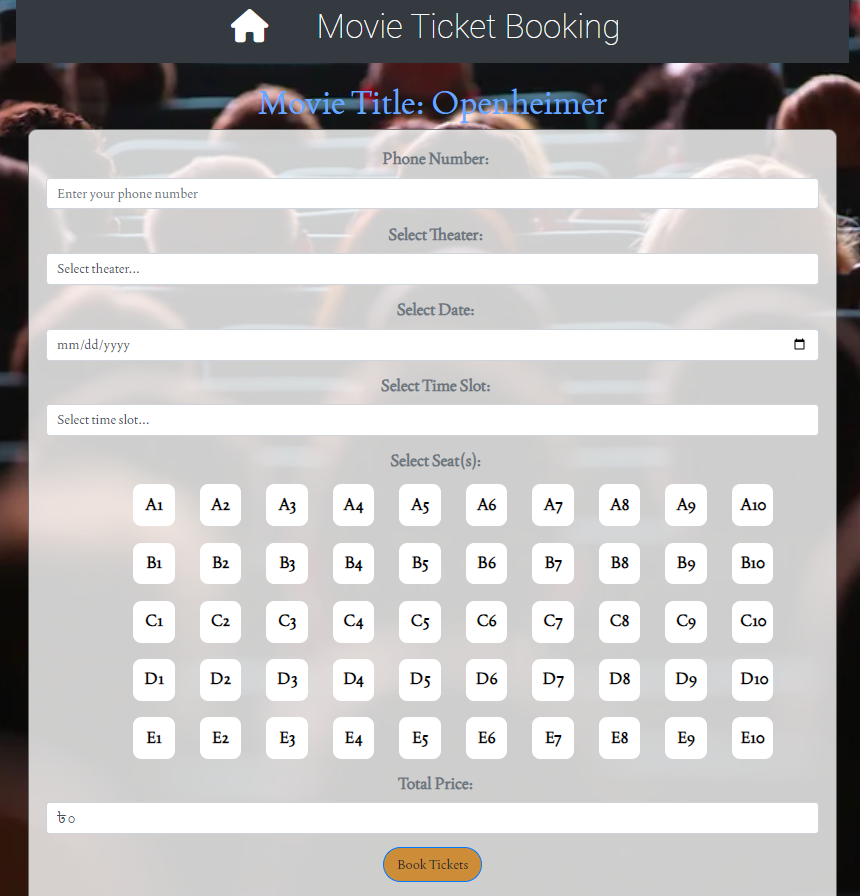 Movie Ticket Booking
Movie Title: Openheimer
Phone Number:
Enter your phone number
Select Theater:
Select theater...
Select Date:
mm/dd/yyyy
Select Time Slot:
Select time slot...
Select Seat(s):
A1 A2 A3 A4 A5 A6 A7 A8 A9 A10
B1 B2 B3 B4 B5 B6 B7 B8 B9 B10
C1 C2 C3 C4 C5 C6 C7 C8 C9 C10
D1 D2 D3 D4 D5 D6 D7 D8 D9 D10
E1 E2 E3 E4 E5 E6 E7 E8 E9 E10
Total Price:
৳0
Book Tickets